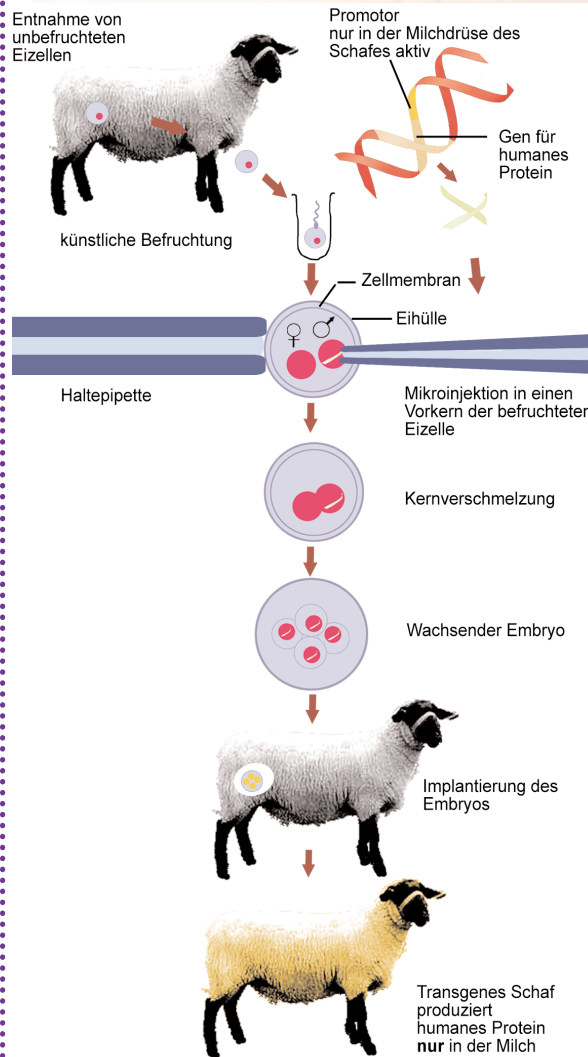 Entnahme von
unbefruchteten
Eizellen
Promotor
nur in der Milchdrüse des
Schafes aktiv
Gen für
humanes
Protein
künstliche Befruchtung
Zellmembran
Eihülle
♀ ♂
Haltepipette
Mikroinjektion in einen
Vorkern der befruchteten
Eizelle
Kernverschmelzung
Wachsender Embryo
Implantierung des
Embryos
Transgenes Schaf
produziert
humanes Protein
nur in der Milch